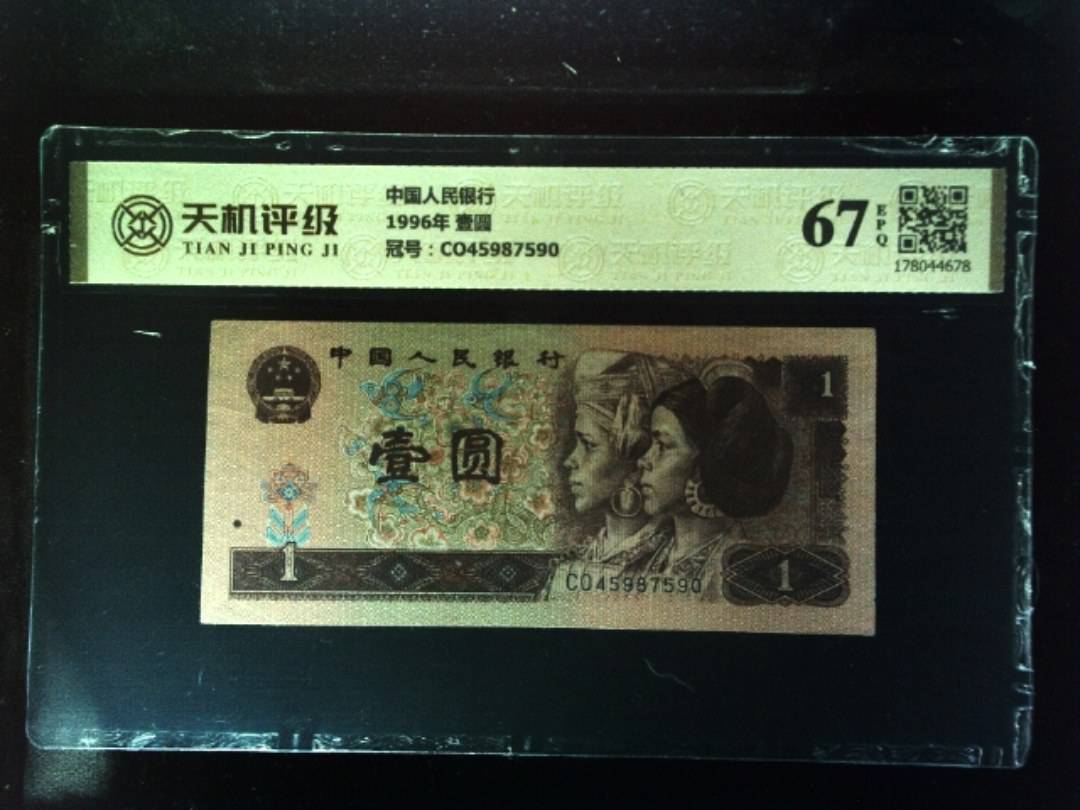 天机评级
TIAN JI PING JI
中国人民银行
1996年 壹圆
冠号：CO45987590
67
EPQ
178044678
中国人民银行
壹圆
1
1
CO45987590
1